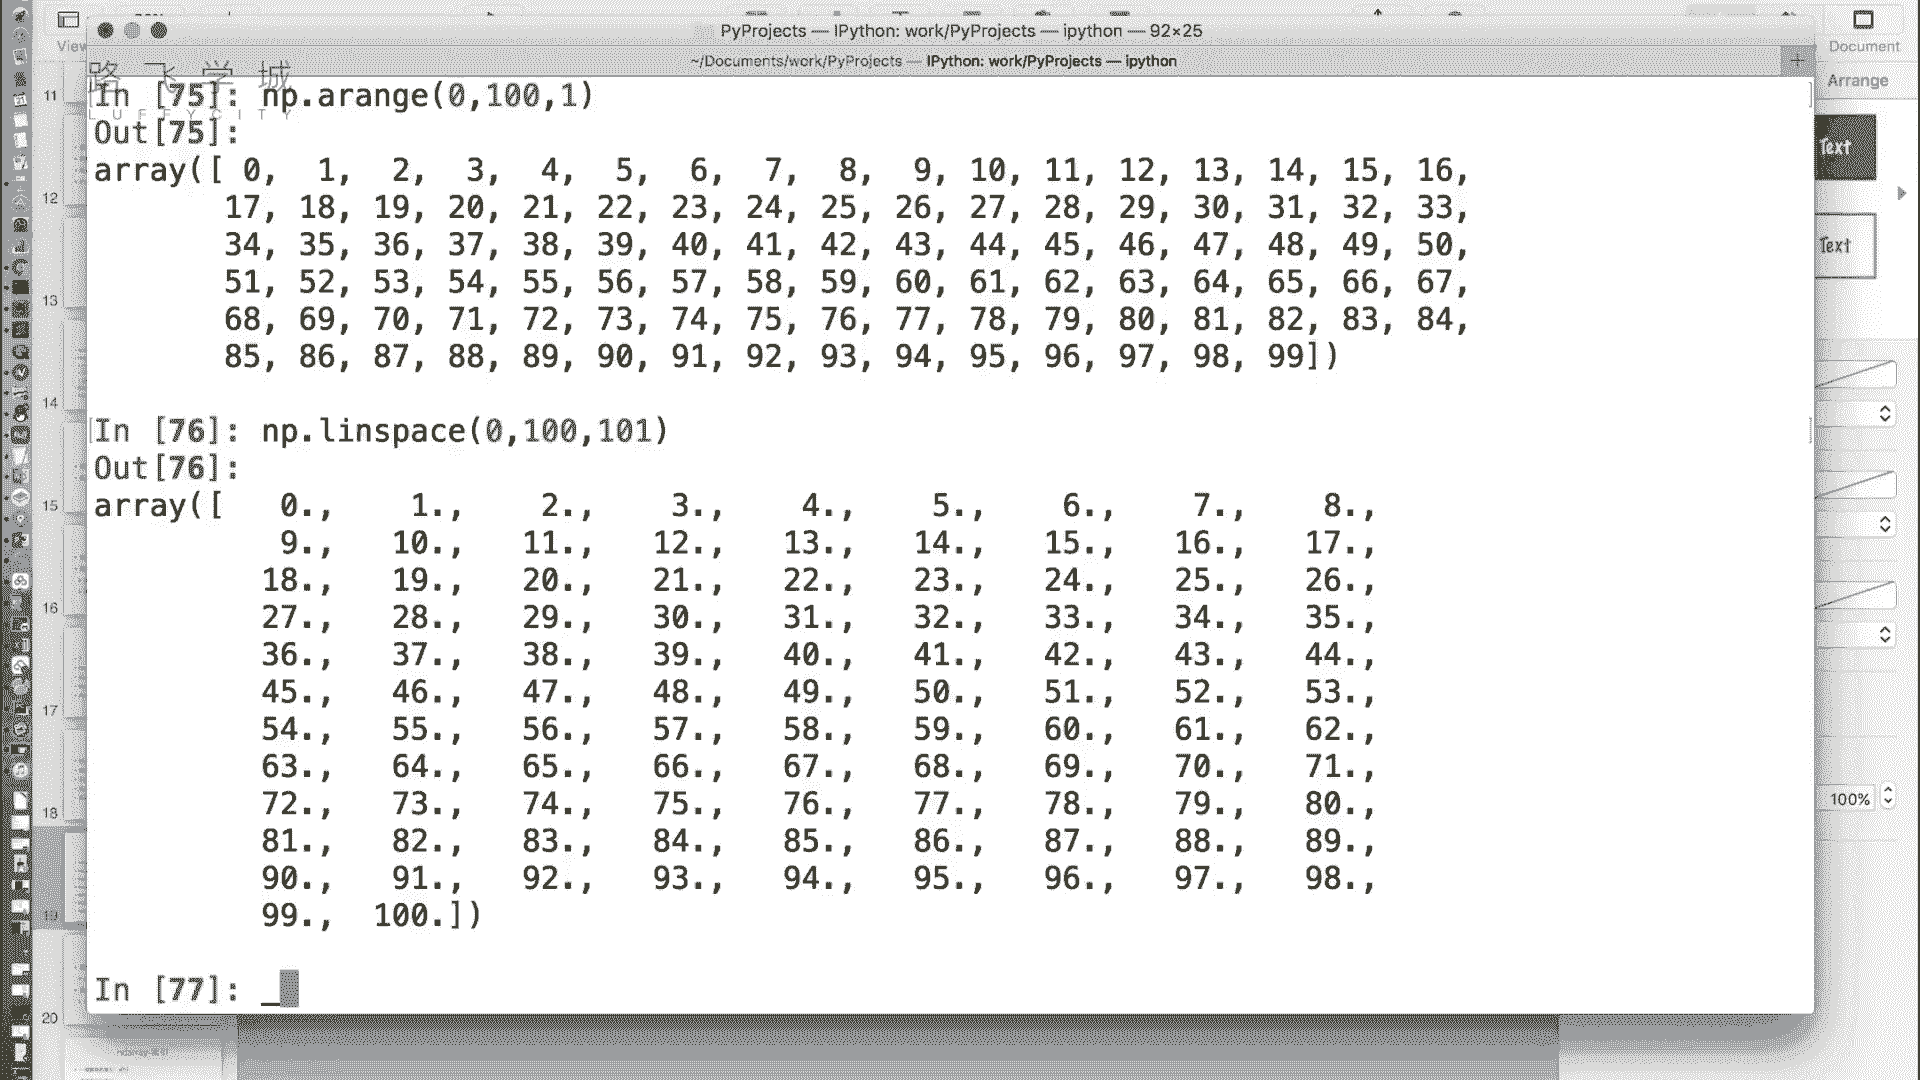 PyProjects — IPython: work/PyProjects — ipython — 92×25
View
Document
~/Documents/work/PyProjects — IPython: work/PyProjects — ipython
+
Arrange
路飞学城
LUFFYCITY
In [75]: np.arange(0,100,1)
Out[75]:
array([ 0, 1, 2, 3, 4, 5, 6, 7, 8, 9, 10, 11, 12, 13, 14, 15, 16,
17, 18, 19, 20, 21, 22, 23, 24, 25, 26, 27, 28, 29, 30, 31, 32, 33,
34, 35, 36, 37, 38, 39, 40, 41, 42, 43, 44, 45, 46, 47, 48, 49, 50,
51, 52, 53, 54, 55, 56, 57, 58, 59, 60, 61, 62, 63, 64, 65, 66, 67,
68, 69, 70, 71, 72, 73, 74, 75, 76, 77, 78, 79, 80, 81, 82, 83, 84,
85, 86, 87, 88, 89, 90, 91, 92, 93, 94, 95, 96, 97, 98, 99])
In [76]: np.linspace(0,100,101)
Out[76]:
array([ 0., 1., 2., 3., 4., 5., 6., 7., 8.,
9., 10., 11., 12., 13., 14., 15., 16., 17.,
18., 19., 20., 21., 22., 23., 24., 25., 26.,
27., 28., 29., 30., 31., 32., 33., 34., 35.,
36., 37., 38., 39., 40., 41., 42., 43., 44.,
45., 46., 47., 48., 49., 50., 51., 52., 53.,
54., 55., 56., 57., 58., 59., 60., 61., 62.,
63., 64., 65., 66., 67., 68., 69., 70., 71.,
72., 73., 74., 75., 76., 77., 78., 79., 80.,
81., 82., 83., 84., 85., 86., 87., 88., 89.,
90., 91., 92., 93., 94., 95., 96., 97., 98.,
99., 100.])
In [77]: _
11
12
13
14
15
16
17
18
19
20
Text
Text
100%